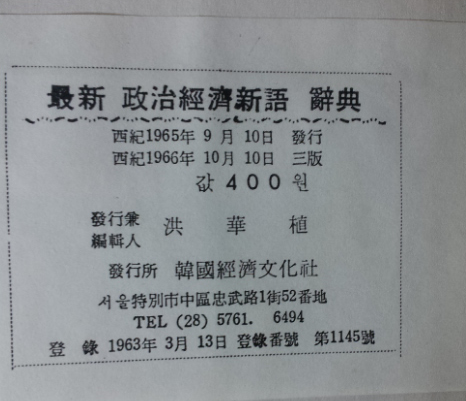 最新 政治經濟新語 辭典
西紀1965年 9 月 10日 發行
西紀1966年 10月 10日 三版
값 400 원
發行兼
編輯人 洪 華 植
發行所 韓國經濟文化社
서울特別市中區忠武路1街52番地
TEL (28) 5761. 6494
登 錄 1963年 3月 13日 登錄番號 第1145號